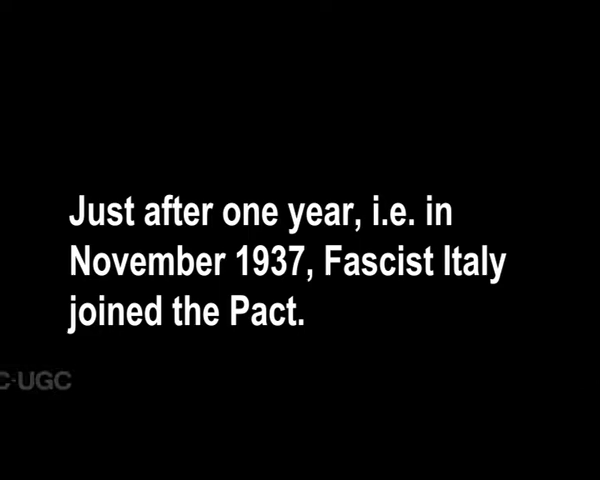 Just after one year, i.e. in
November 1937, Fascist Italy
joined the Pact.
C-UGC